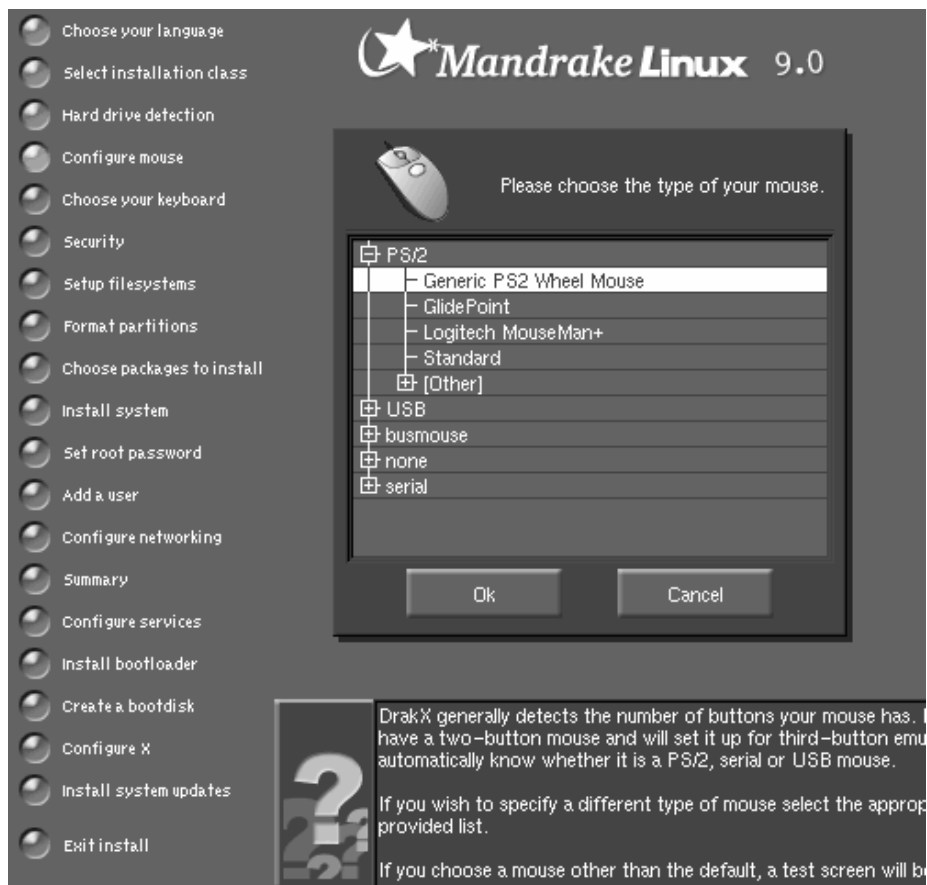 Choose your language
Select installation class
Hard drive detection
Configure mouse
Choose your keyboard
Security
Setup filesystems
Format partitions
Choose packages to install
Install system
Set root password
Add a user
Configure networking
Summary
Configure services
Install bootloader
Create a bootdisk
Configure X
Install system updates
Exit install
Mandrake Linux 9.0
Please choose the type of your mouse.
PS/2
Generic PS2 Wheel Mouse
GlidePoint
Logitech MouseMan+
Standard
[Other]
USB
busmouse
none
serial
Ok
Cancel
DrakX generally detects the number of buttons your mouse has.
have a two-button mouse and will set it up for third-button emu
automatically know whether it is a PS/2, serial or USB mouse.
If you wish to specify a different type of mouse select the approp
provided list.
If you choose a mouse other than the default, a test screen will b